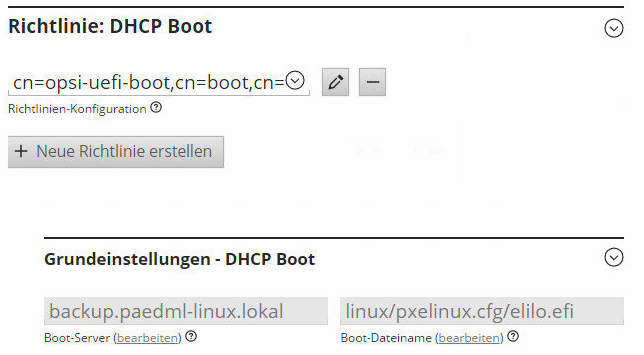 Richtlinie: DHCP Boot
cn=opsi-uefi-boot,cn=boot,cn=
Richtlinien-Konfiguration
+ Neue Richtlinie erstellen
Grundeinstellungen - DHCP Boot
backup.paedml-linux.lokal linux/pxelinux.cfg/elilo.efi
Boot-Server (bearbeiten) Boot-Dateiname (bearbeiten)